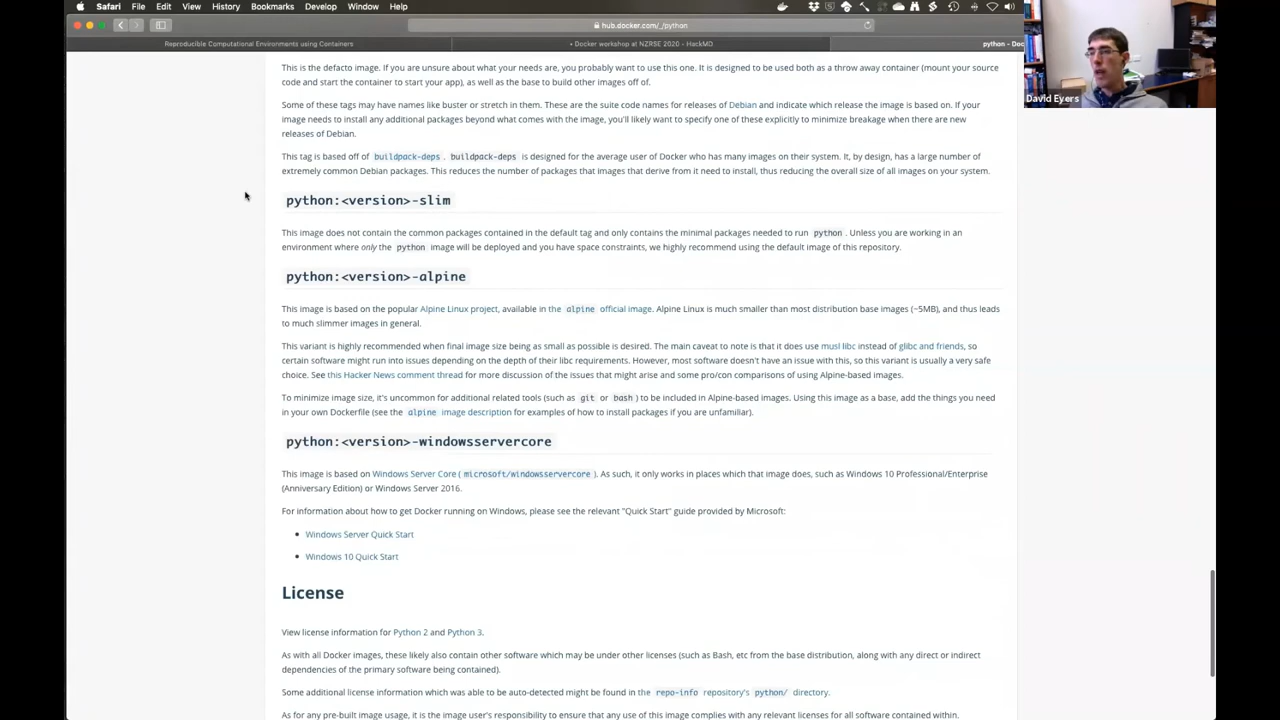 Safari File Edit View History Bookmarks Develop Window Help
hub.docker.com/_/python
Reproducible Computational Environments using Containers
• Docker workshop at NZRSE 2020 - HackMD
python - Doc
David Eyers
This is the defacto image. If you are unsure about what your needs are, you probably want to use this one. It is designed to be used both as a throw away container (mount your source
code and start the container to start your app), as well as the base to build other images off of.
Some of these tags may have names like buster or stretch in them. These are the suite code names for releases of Debian and indicate which release the image is based on. If your
image needs to install any additional packages beyond what comes with the image, you'll likely want to specify one of these explicitly to minimize breakage when there are new
releases of Debian.
This tag is based off of buildpack-deps. buildpack-deps is designed for the average user of Docker who has many images on their system. It, by design, has a large number of
extremely common Debian packages. This reduces the number of packages that images that derive from it need to install, thus reducing the overall size of all images on your system.
python:<version>-slim
This image does not contain the common packages contained in the default tag and only contains the minimal packages needed to run python. Unless you are working in an
environment where only the python image will be deployed and you have space constraints, we highly recommend using the default image of this repository.
python:<version>-alpine
This image is based on the popular Alpine Linux project, available in the alpine official image. Alpine Linux is much smaller than most distribution base images (~5MB), and thus leads
to much slimmer images in general.
This variant is highly recommended when final image size being as small as possible is desired. The main caveat to note is that it does use musl libc instead of glibc and friends, so
certain software might run into issues depending on the depth of their libc requirements. However, most software doesn't have an issue with this, so this variant is usually a very safe
choice. See this Hacker News comment thread for more discussion of the issues that might arise and some pro/con comparisons of using Alpine-based images.
To minimize image size, it's uncommon for additional related tools (such as git or bash) to be included in Alpine-based images. Using this image as a base, add the things you need
in your own Dockerfile (see the alpine image description for examples of how to install packages if you are unfamiliar).
python:<version>-windowsservercore
This image is based on Windows Server Core (microsoft/windowsservercore). As such, it only works in places which that image does, such as Windows 10 Professional/Enterprise
(Anniversary Edition) or Windows Server 2016.
For information about how to get Docker running on Windows, please see the relevant "Quick Start" guide provided by Microsoft:
• Windows Server Quick Start
• Windows 10 Quick Start
License
View license information for Python 2 and Python 3.
As with all Docker images, these likely also contain other software which may be under other licenses (such as Bash, etc from the base distribution, along with any direct or indirect
dependencies of the primary software being contained).
Some additional license information which was able to be auto-detected might be found in the repo-info repository's python/ directory.
As for any pre-built image usage, it is the image user's responsibility to ensure that any use of this image complies with any relevant licenses for all software contained within.